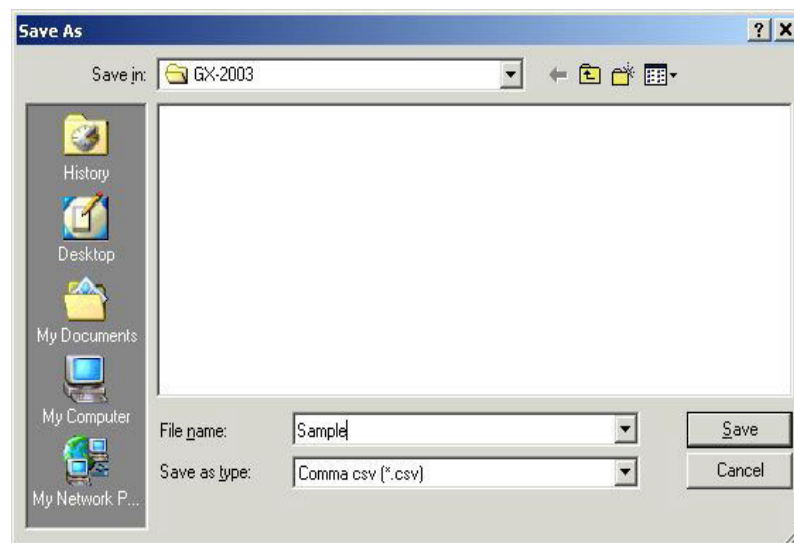 Save As
Save in: GX-2003
History
Desktop
My Documents
My Computer
My Network P...
File name: Sample
Save as type: Comma csv (*.csv)
Save
Cancel